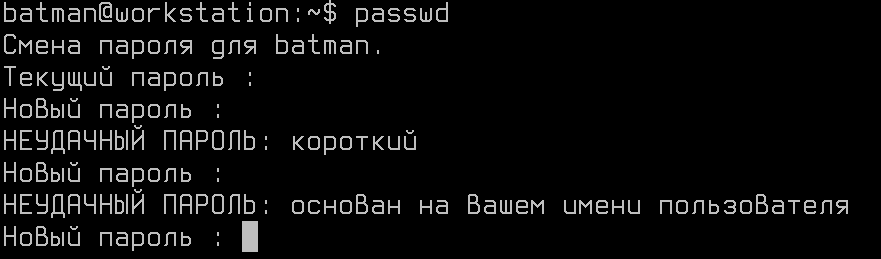 batman@workstation:~$ passwd
Смена пароля для batman.
Текущий пароль :
Новый пароль :
НЕУДАЧНЫЙ ПАРОЛЬ: короткий
Новый пароль :
НЕУДАЧНЫЙ ПАРОЛЬ: основан на Вашем имени пользователя
Новый пароль :